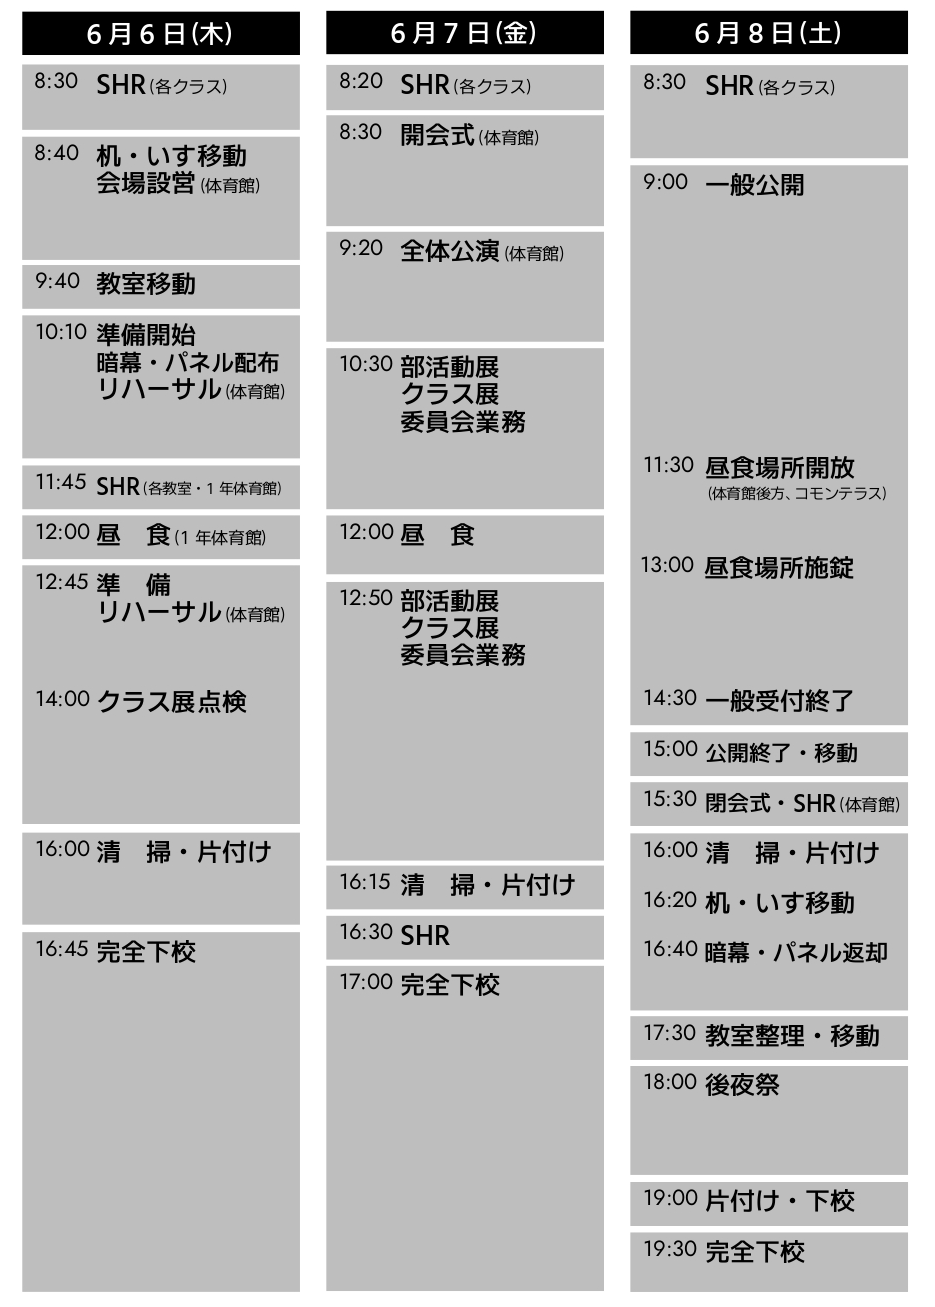 6月6日(木)
8:30 SHR(各クラス)
8:40 机・いす移動
会場設営(体育館)
9:40 教室移動
10:10 準備開始
暗幕・パネル配布
リハーサル(体育館)
11:45 SHR(各教室・1年体育館)
12:00 昼　食(1年体育館)
12:45 準　備
リハーサル(体育館)
14:00 クラス展点検
16:00 清　掃・片付け
16:45 完全下校
6月7日(金)
8:20 SHR(各クラス)
8:30 開会式(体育館)
9:20 全体公演(体育館)
10:30 部活動展
クラス展
委員会業務
12:00 昼　食
12:50 部活動展
クラス展
委員会業務
16:15 清　掃・片付け
16:30 SHR
17:00 完全下校
6月8日(土)
8:30 SHR(各クラス)
9:00 一般公開
11:30 昼食場所開放
(体育館後方、コモンテラス)
13:00 昼食場所施錠
14:30 一般受付終了
15:00 公開終了・移動
15:30 閉会式・SHR(体育館)
16:00 清　掃・片付け
16:20 机・いす移動
16:40 暗幕・パネル返却
17:30 教室整理・移動
18:00 後夜祭
19:00 片付け・下校
19:30 完全下校